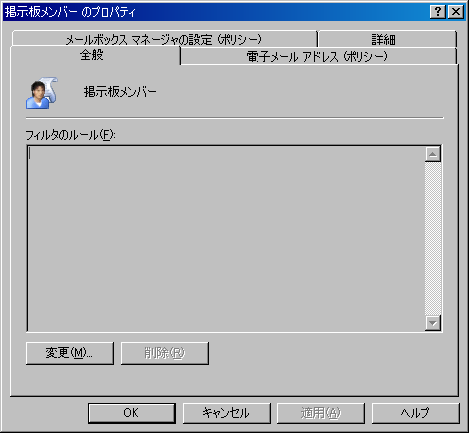 掲示板メンバー のプロパティ
メールボックス マネージャの設定 (ポリシー) 詳細
全般 電子メール アドレス (ポリシー)
掲示板メンバー
フィルタのルール(F):
変更(M)... 削除(R)
OK キャンセル 適用(A) ヘルプ